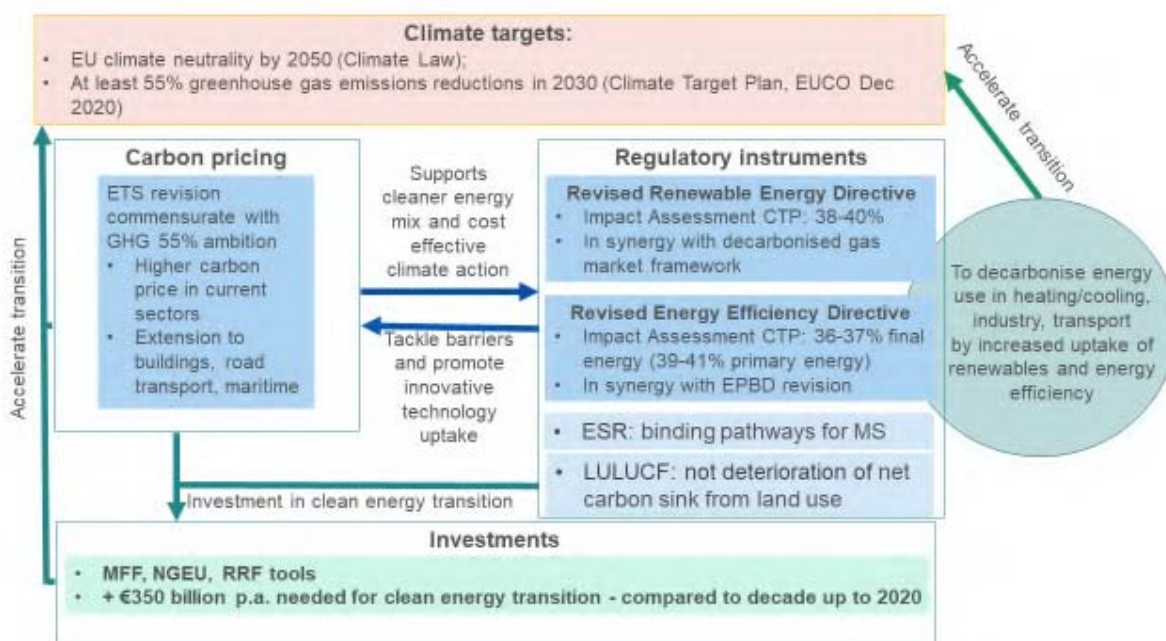 Climate targets:
• EU climate neutrality by 2050 (Climate Law);
• At least 55% greenhouse gas emissions reductions in 2030 (Climate Target Plan, EUCO Dec
2020)
Accelerate transition
Accelerate transition
Carbon pricing
ETS revision
commensurate with
GHG 55% ambition
• Higher carbon
price in current
sectors
• Extension to
buildings, road
transport, maritime
Supports
cleaner energy
mix and cost
effective
climate action
Tackle barriers
and promote
innovative
technology
uptake
Regulatory instruments
Revised Renewable Energy Directive
• Impact Assessment CTP: 38-40%
• In synergy with decarbonised gas
market framework
Revised Energy Efficiency Directive
• Impact Assessment CTP: 36-37% final
energy (39-41% primary energy)
• In synergy with EPBD revision
• ESR: binding pathways for MS
• LULUCF: not deterioration of net
carbon sink from land use
To decarbonise energy
use in heating/cooling,
industry, transport
by increased uptake of
renewables and energy
efficiency
Investment in clean energy transition
Investments
• MFF, NGEU, RRF tools
• + €350 billion p.a. needed for clean energy transition - compared to decade up to 2020